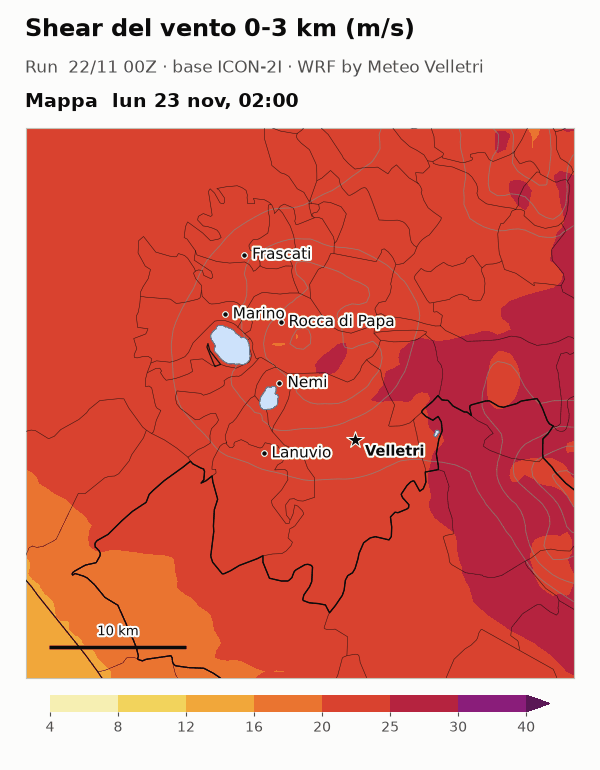 Shear del vento 0-3 km (m/s)
Run  22/11 00Z · base ICON-2I · WRF by Meteo Velletri
Mappa  lun 23 nov, 02:00
Frascati
Marino
Rocca di Papa
Nemi
Velletri
Lanuvio
10 km
4 8 12 16 20 25 30 40